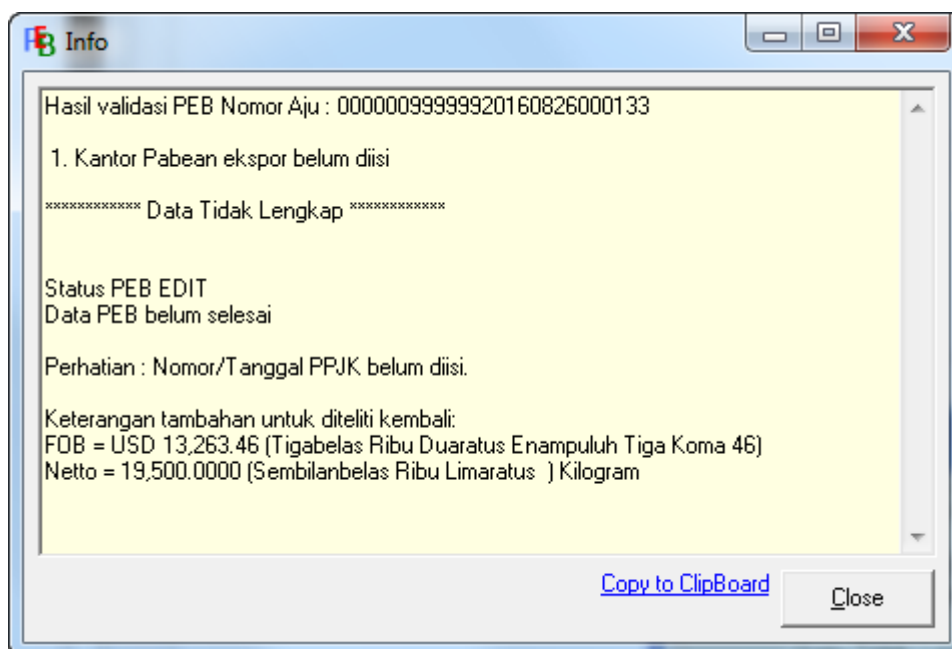 PEB Info
Hasil validasi PEB Nomor Aju : 00000099999920160826000133
1. Kantor Pabean ekspor belum diisi
************ Data Tidak Lengkap ************
Status PEB EDIT
Data PEB belum selesai
Perhatian : Nomor/Tanggal PPJK belum diisi.
Keterangan tambahan untuk diteliti kembali:
FOB = USD 13,263.46 (Tigabelas Ribu Duaratus Enampuluh Tiga Koma 46)
Netto = 19,500.0000 (Sembilanbelas Ribu Limaratus  ) Kilogram
Copy to ClipBoard
Close